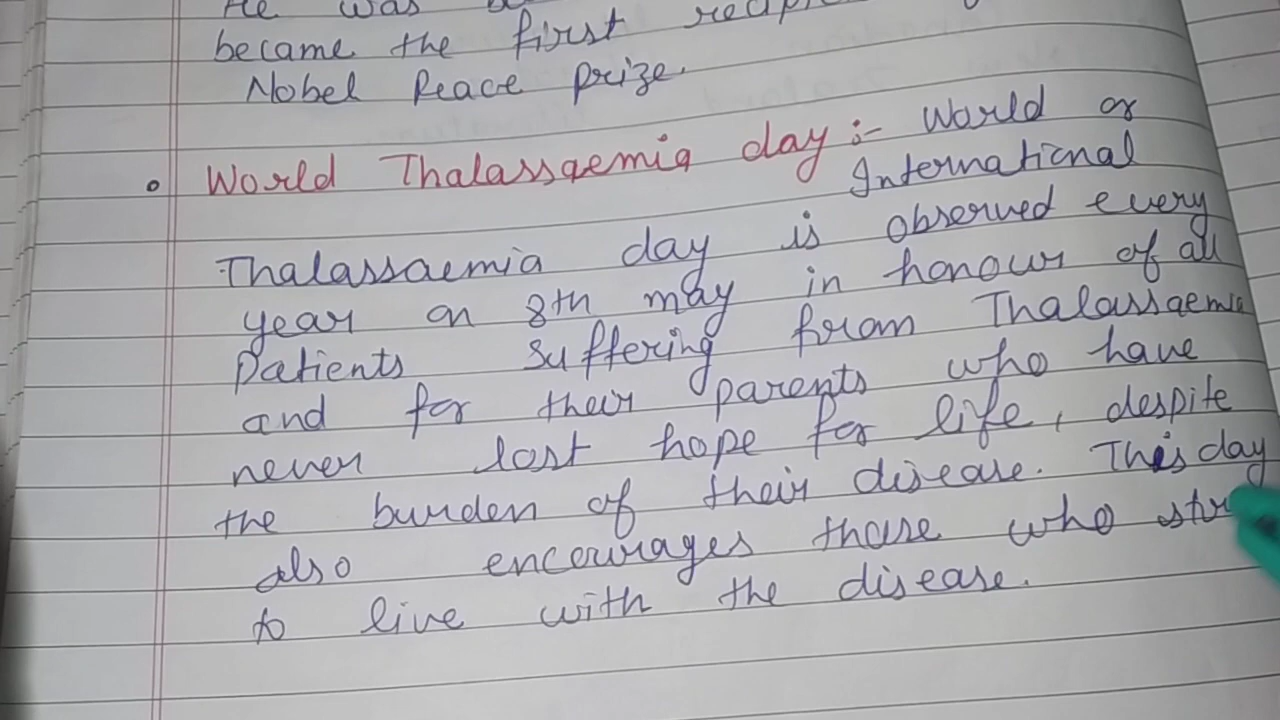 He was
became the first
Nobel Peace prize.
World Thalassaemia day :- World or
International
Thalassaemia day is observed every
year on 8th may in honour of all
patients suffering from Thalassaemia
and for their parents who have
never lost hope for life, despite
the burden of their disease. This day
also encourages those who
to live with the disease.